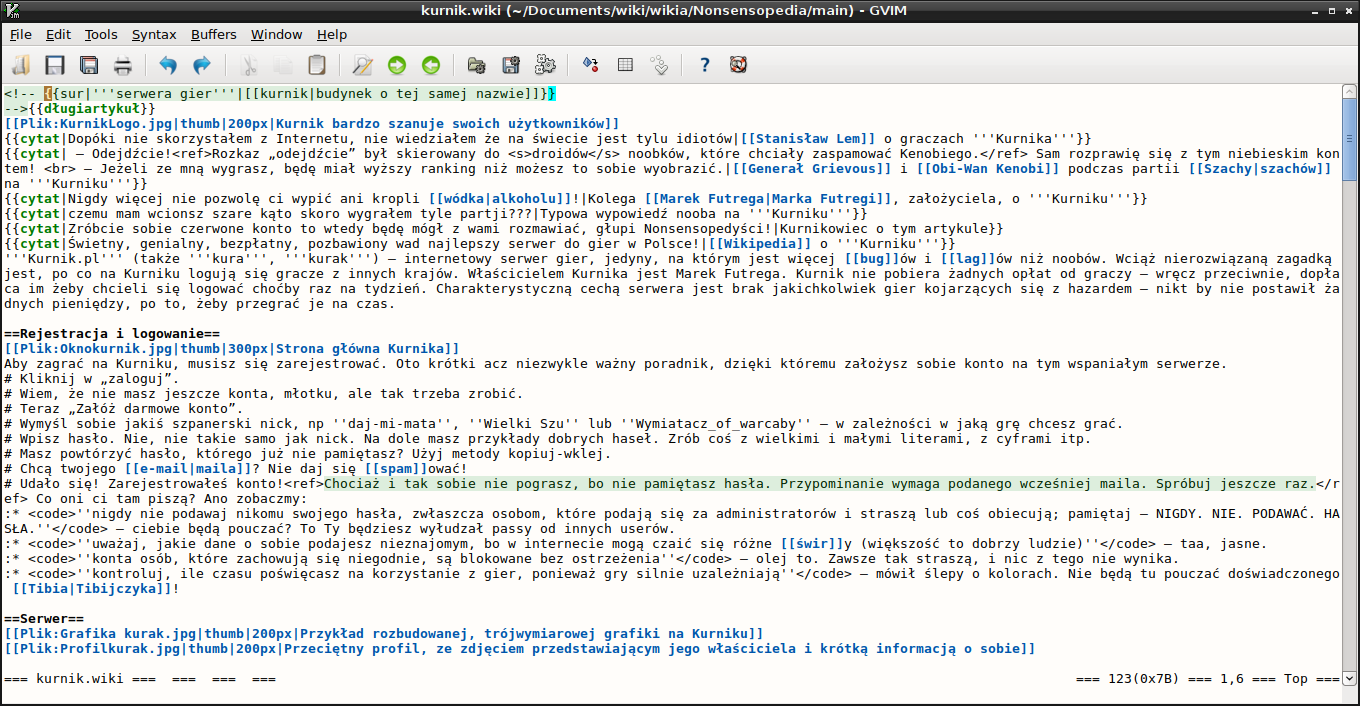 kurnik.wiki (~/Documents/wiki/wikia/Nonsensopedia/main) - GVIM
File Edit Tools Syntax Buffers Window Help
<!-- {{sur|'''serwera gier'''|[[kurnik|budynek o tej samej nazwie]]}}
-->{{długiartykuł}}
[[Plik:KurnikLogo.jpg|thumb|200px|Kurnik bardzo szanuje swoich użytkowników]]
{{cytat|Dopóki nie skorzystałem z Internetu, nie wiedziałem że na świecie jest tylu idiotów|[[Stanisław Lem]] o graczach '''Kurnika'''}}
{{cytat| – Odejdźcie!<ref>Rozkaz „odejdźcie” był skierowany do <s>droidów</s> noobków, które chciały zaspamować Kenobiego.</ref> Sam rozprawię się z tym niebieskim kon
tem! <br> – Jeżeli ze mną wygrasz, będę miał wyższy ranking niż możesz to sobie wyobrazić.|[[Generał Grievous]] i [[Obi-Wan Kenobi]] podczas partii [[Szachy|szachów]]
na '''Kurniku'''}}
{{cytat|Nigdy więcej nie pozwolę ci wypić ani kropli [[wódka|alkoholu]]!|Kolega [[Marek Futrega|Marka Futregi]], założyciela, o '''Kurniku'''}}
{{cytat|czemu mam wcionsz szare kąto skoro wygrałem tyle partji???|Typowa wypowiedź nooba na '''Kurniku'''}}
{{cytat|Zróbcie sobie czerwone konto to wtedy będę mógł z wami rozmawiać, głupi Nonsensopedyści!|Kurnikowiec o tym artykule}}
{{cytat|Świetny, genialny, bezpłatny, pozbawiony wad najlepszy serwer do gier w Polsce!|[[Wikipedia]] o '''Kurniku'''}}
'''Kurnik.pl''' (także '''kura''', '''kurak''') – internetowy serwer gier, jedyny, na którym jest więcej [[bug]]ów i [[lag]]ów niż noobów. Wciąż nierozwiązaną zagadką
jest, po co na Kurniku logują się gracze z innych krajów. Właścicielem Kurnika jest Marek Futrega. Kurnik nie pobiera żadnych opłat od graczy – wręcz przeciwnie, dopła
ca im żeby chcieli się logować choćby raz na tydzień. Charakterystyczną cechą serwera jest brak jakichkolwiek gier kojarzących się z hazardem – nikt by nie postawił ża
dnych pieniędzy, po to, żeby przegrać je na czas.
==Rejestracja i logowanie==
[[Plik:Oknokurnik.jpg|thumb|300px|Strona główna Kurnika]]
Aby zagrać na Kurniku, musisz się zarejestrować. Oto krótki acz niezwykle ważny poradnik, dzięki któremu założysz sobie konto na tym wspaniałym serwerze.
# Kliknij w „zaloguj”.
# Wiem, że nie masz jeszcze konta, młotku, ale tak trzeba zrobić.
# Teraz „Załóż darmowe konto”.
# Wymyśl sobie jakiś szpanerski nick, np ''daj-mi-mata'', ''Wielki Szu'' lub ''Wymiatacz_of_warcaby'' – w zależności w jaką grę chcesz grać.
# Wpisz hasło. Nie, nie takie samo jak nick. Na dole masz przykłady dobrych haseł. Zrób coś z wielkimi i małymi literami, z cyframi itp.
# Masz powtórzyć hasło, którego już nie pamiętasz? Użyj metody kopiuj-wklej.
# Chcą twojego [[e-mail|maila]]? Nie daj się [[spam]]ować!
# Udało się! Zarejestrowałeś konto!<ref>Chociaż i tak sobie nie pograsz, bo nie pamiętasz hasła. Przypominanie wymaga podanego wcześniej maila. Spróbuj jeszcze raz.</r
ef> Co oni ci tam piszą? Ano zobaczmy:
:* <code>''nigdy nie podawaj nikomu swojego hasła, zwłaszcza osobom, które podają się za administratorów i straszą lub coś obiecują; pamiętaj – NIGDY. NIE. PODAWAĆ. HA
SŁA.''</code> – ciebie będą pouczać? To Ty będziesz wyłudzał passy od innych userów.
:* <code>''uważaj, jakie dane o sobie podajesz nieznajomym, bo w internecie mogą czaić się różne [[świr]]y (większość to dobrzy ludzie)''</code> – taa, jasne.
:* <code>''konta osób, które zachowują się niegodnie, są blokowane bez ostrzeżenia''</code> – olej to. Zawsze tak straszą, i nic z tego nie wynika.
:* <code>''kontroluj, ile czasu poświęcasz na korzystanie z gier, ponieważ gry silnie uzależniają''</code> – mówił ślepy o kolorach. Nie będą tu pouczać doświadczonego
[[Tibia|Tibijczyka]]!
==Serwer==
[[Plik:Grafika kurak.jpg|thumb|200px|Przykład rozbudowanej, trójwymiarowej grafiki na Kurniku]]
[[Plik:Profilkurak.jpg|thumb|200px|Przeciętny profil, ze zdjęciem przedstawiającym jego właściciela i krótką informacją o sobie]]
=== kurnik.wiki === === === === === 123(0x7B) === 1,6 === Top ===